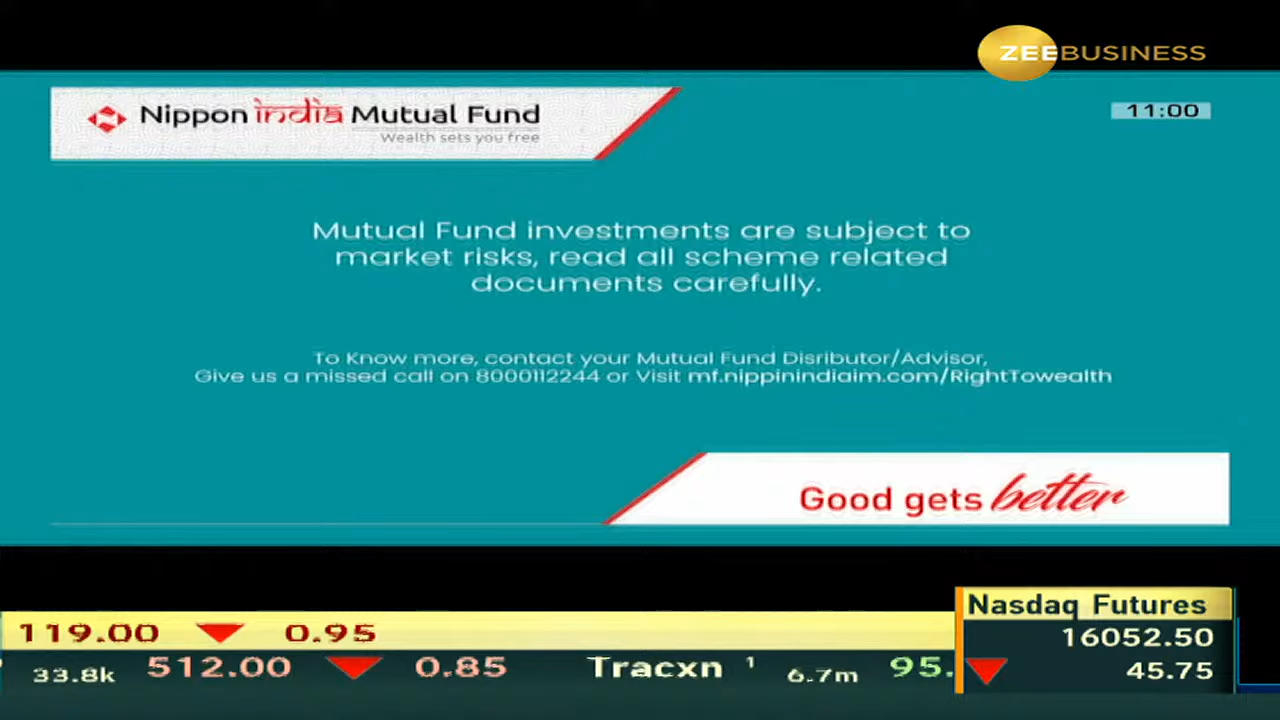 ZEEBUSINESS
Nippon india Mutual Fund
Wealth sets you free
11:00
Mutual Fund investments are subject to
market risks, read all scheme related
documents carefully.
To Know more, contact your Mutual Fund Disributor/Advisor,
Give us a missed call on 8000112244 or Visit mf.nippinindiaim.com/RightTowealth
Good gets better
Nasdaq Futures
119.00 0.95
16052.50
33.8k 512.00 0.85 Tracxn 1 6.7m 95.
45.75